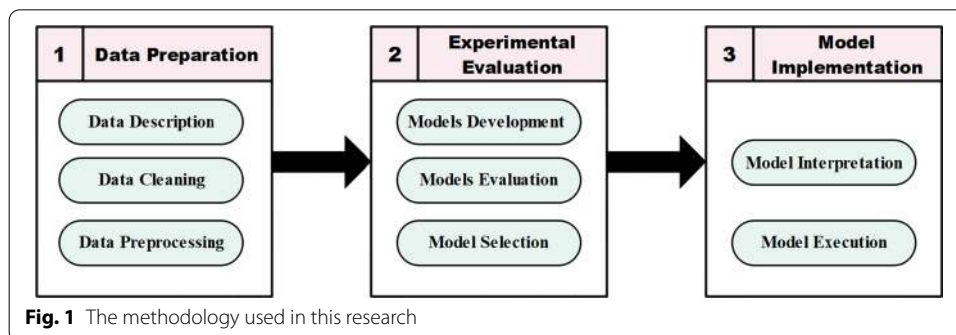 1 Data Preparation
Data Description
Data Cleaning
Data Preprocessing
2 Experimental
Evaluation
Models Development
Models Evaluation
Model Selection
3 Model
Implementation
Model Interpretation
Model Execution
Fig. 1 The methodology used in this research